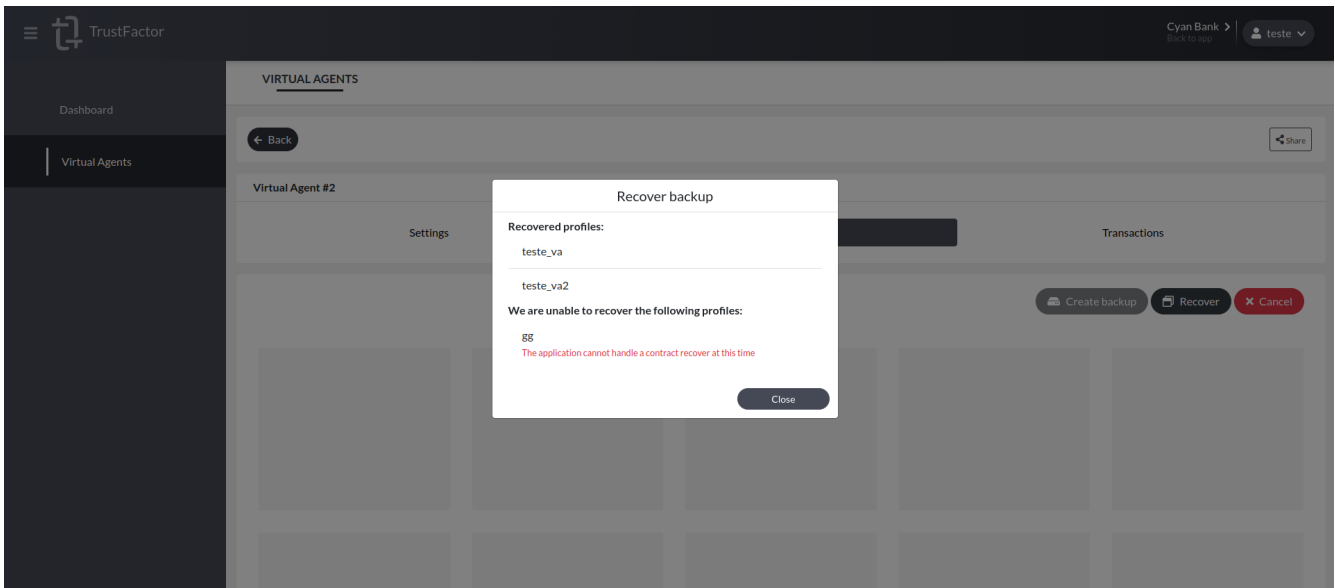 TrustFactor
Cyan Bank
Back to app
teste
VIRTUAL AGENTS
Dashboard
Virtual Agents
Back
Share
Virtual Agent #2
Settings
Transactions
Create backup
Recover
Cancel
Recover backup
Recovered profiles:
teste_va
teste_va2
We are unable to recover the following profiles:
gg
The application cannot handle a contract recover at this time
Close